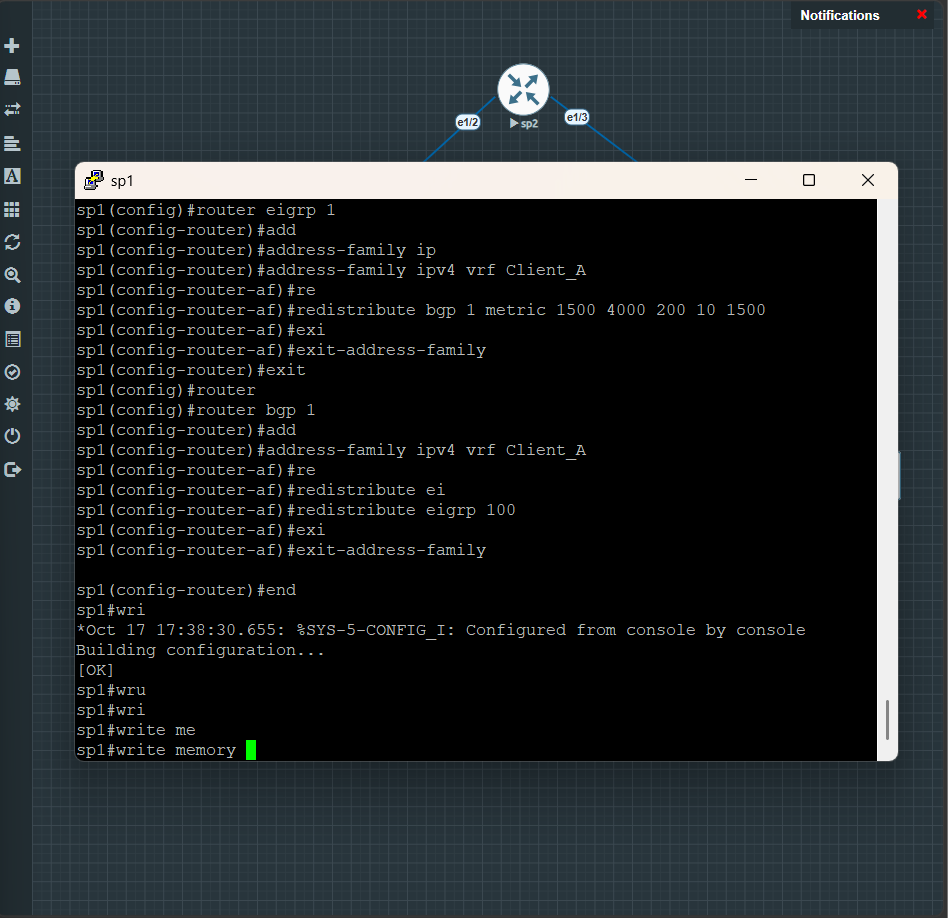 Notifications
e1/2
e1/3
sp2
sp1
sp1(config)#router eigrp 1
sp1(config-router)#add
sp1(config-router)#address-family ip
sp1(config-router)#address-family ipv4 vrf Client_A
sp1(config-router-af)#re
sp1(config-router-af)#redistribute bgp 1 metric 1500 4000 200 10 1500
sp1(config-router-af)#exi
sp1(config-router-af)#exit-address-family
sp1(config-router)#exit
sp1(config)#router
sp1(config)#router bgp 1
sp1(config-router)#add
sp1(config-router)#address-family ipv4 vrf Client_A
sp1(config-router-af)#re
sp1(config-router-af)#redistribute ei
sp1(config-router-af)#redistribute eigrp 100
sp1(config-router-af)#exi
sp1(config-router-af)#exit-address-family
sp1(config-router)#end
sp1#wri
*Oct 17 17:38:30.655: %SYS-5-CONFIG_I: Configured from console by console
Building configuration...
[OK]
sp1#wru
sp1#wri
sp1#write me
sp1#write memory